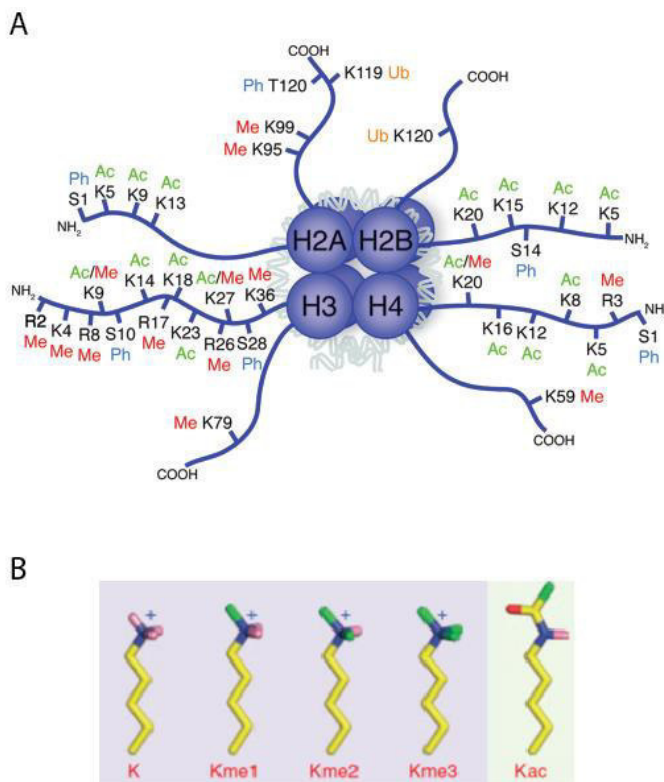 A
COOH
Ph T120 K119 Ub
COOH
Me K99
Me K95
Ub K120
Ph Ac Ac Ac
S1 K5 K9 K13
NH2
Ac Ac Ac Ac
K20 K15 K12 K5
S14 NH2
Ph
H2A H2B
H3 H4
Ac/Me Ac Ac Ac/Me Me
NH2 K9 K14 K18 K27 K36
R2 K4 R8 S10 R17 K23 R26 S28
Me Me Me Ph Me Ac Me Ph
Ac/Me Ac Me
K20 K8 R3 NH
K16 K12 K5 S1
Ac Ac Ac Ph
Me
Me K79
COOH
K59 Me
COOH
B
+ + + +
K Kme1 Kme2 Kme3 Kac